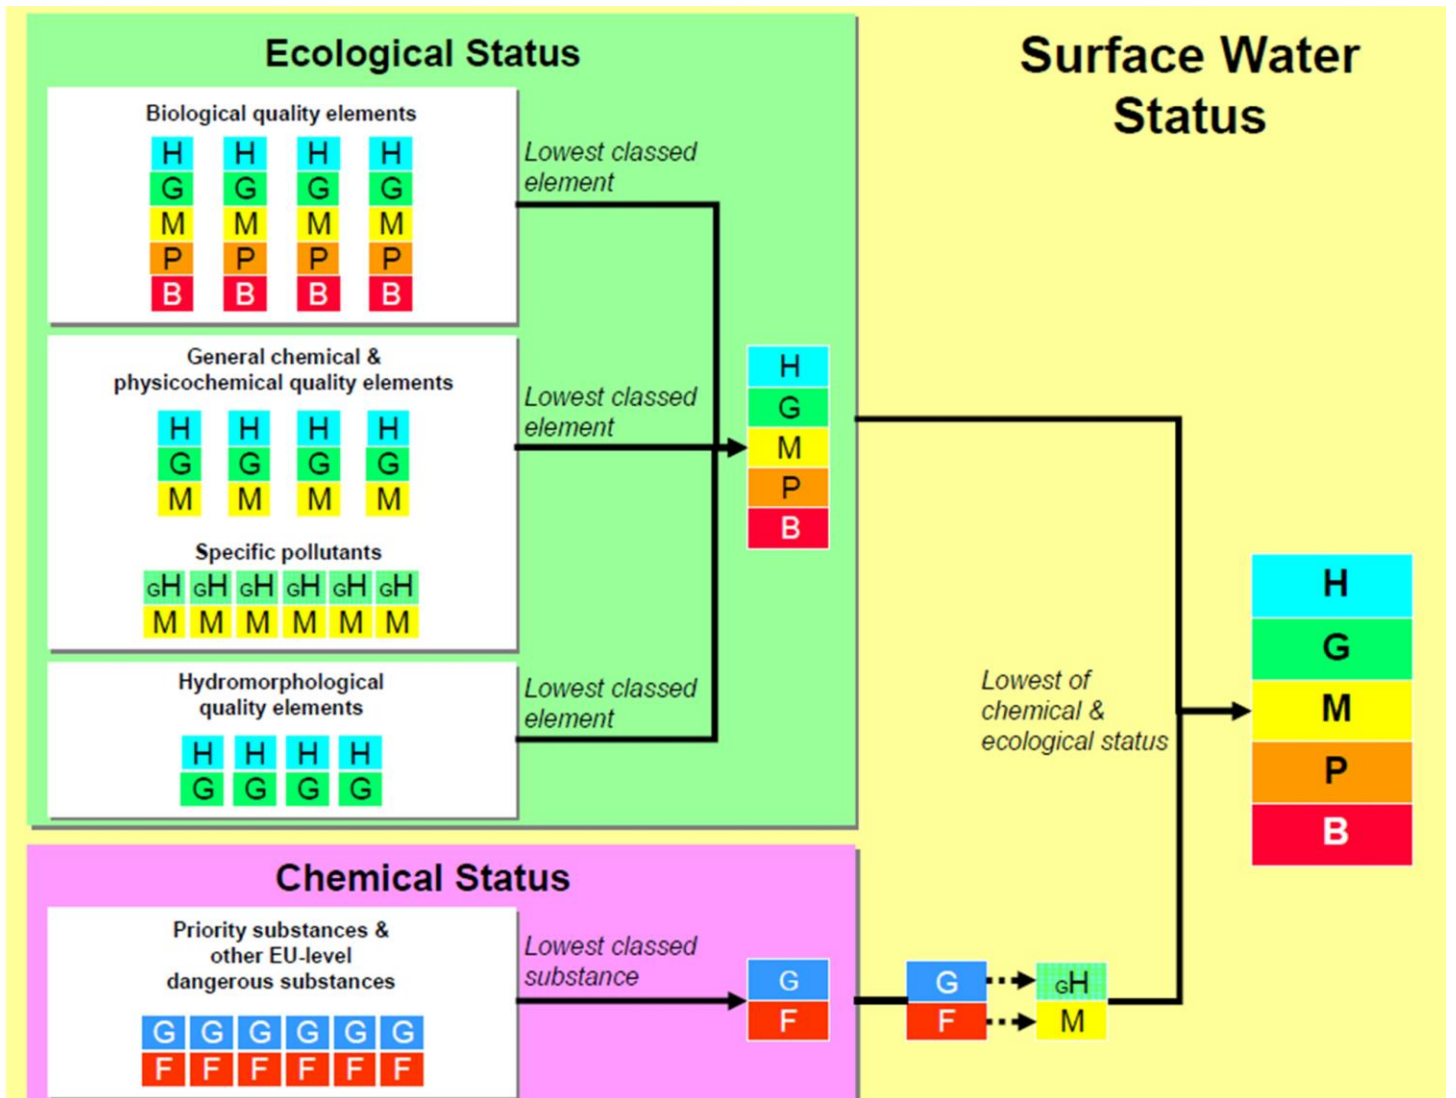 Ecological Status
Surface Water
Status
Biological quality elements
H H H H
G G G G
M M M M
P P P P
B B B B
Lowest classed
element
General chemical &
physicochemical quality elements
H H H H
G G G G
M M M M
Lowest classed
element
Specific pollutants
GH GH GH GH GH GH
M M M M M M
Hydromorphological
quality elements
H H H H
G G G G
Lowest classed
element
H
G
M
P
B
Lowest of
chemical &
ecological status
H
G
M
P
B
Chemical Status
Priority substances &
other EU-level
dangerous substances
G G G G G G
F F F F F F
Lowest classed
substance
G
F
G GH
F M